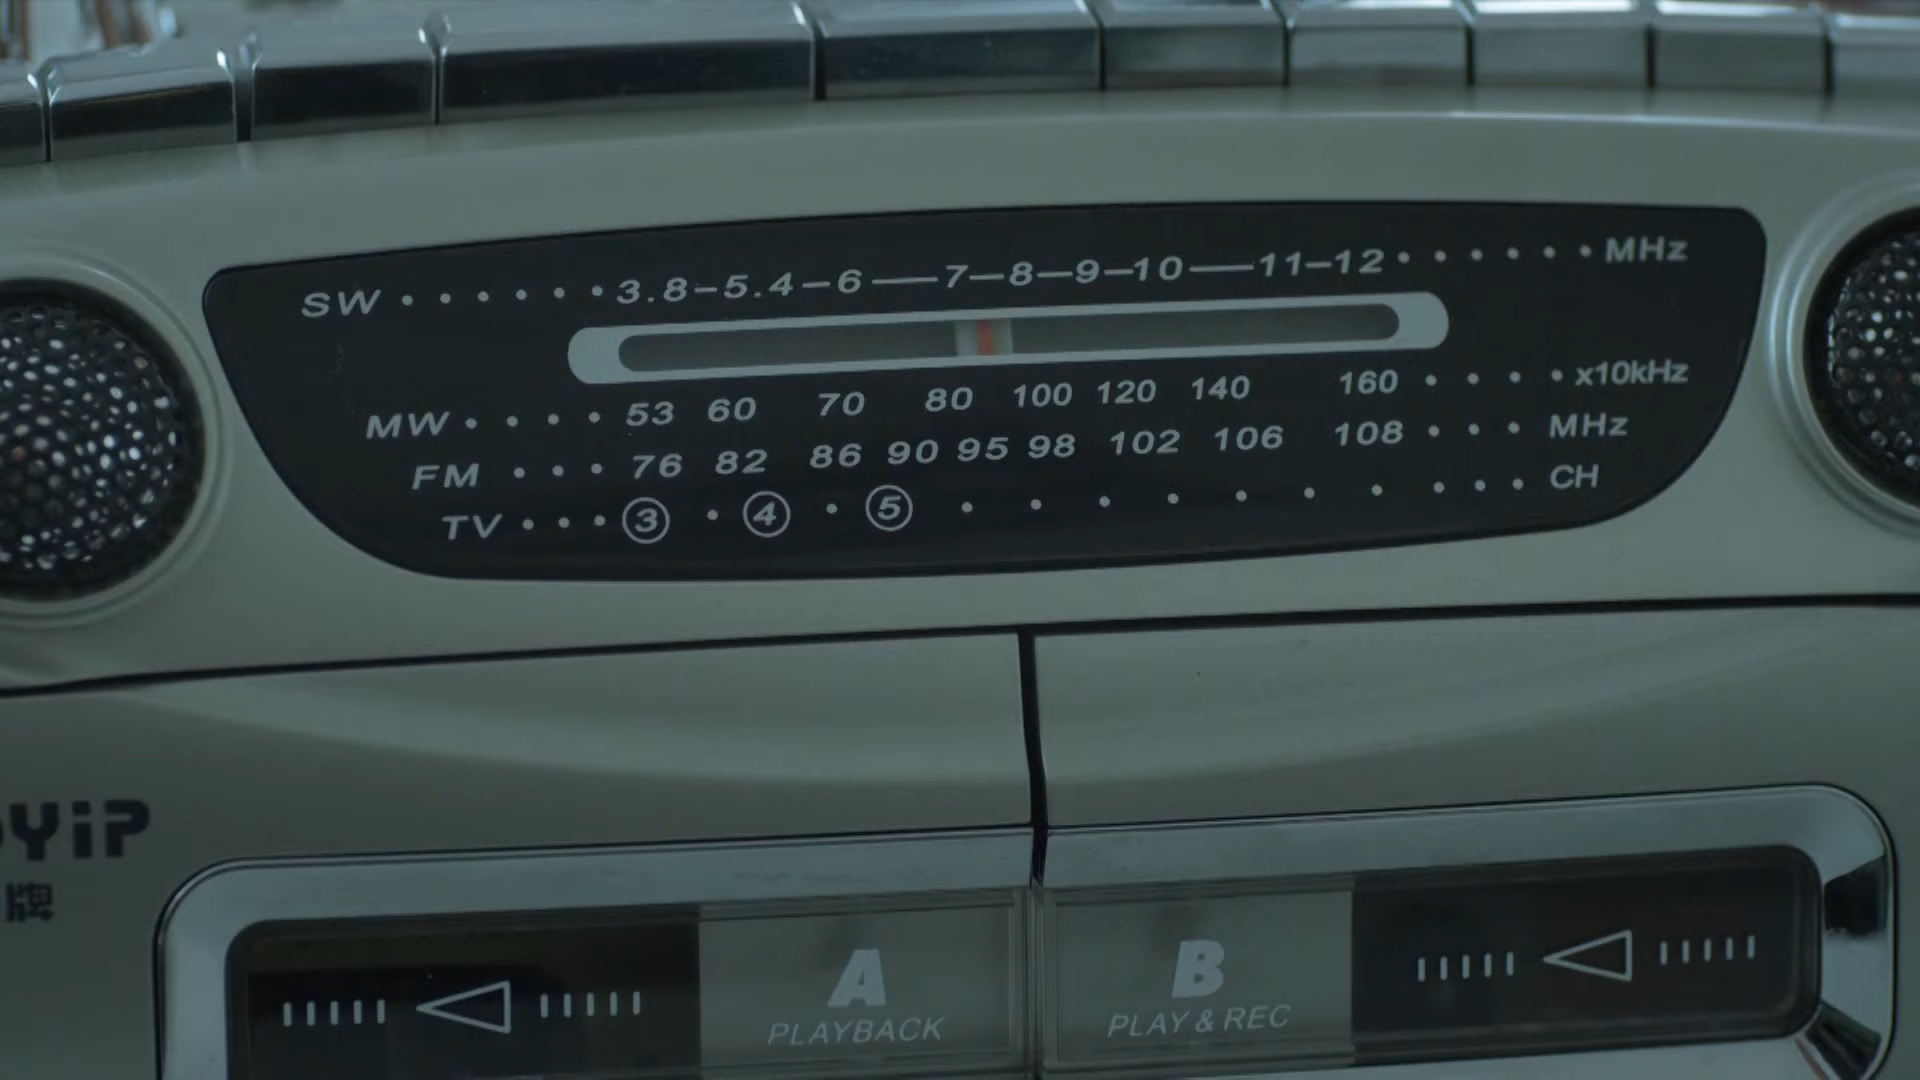 SW • • • • • • 3.8–5.4–6 — 7–8–9–10 — 11–12 • • • • • • MHz
MW • • • • 53 60 70 80 100 120 140 160 • • • • x10kHz
FM • • • 76 82 86 90 95 98 102 106 108 • • • MHz
TV • • • ③ • ④ • ⑤ • • • • • • • • • • CH
YiP
牌
A
PLAYBACK
B
PLAY & REC